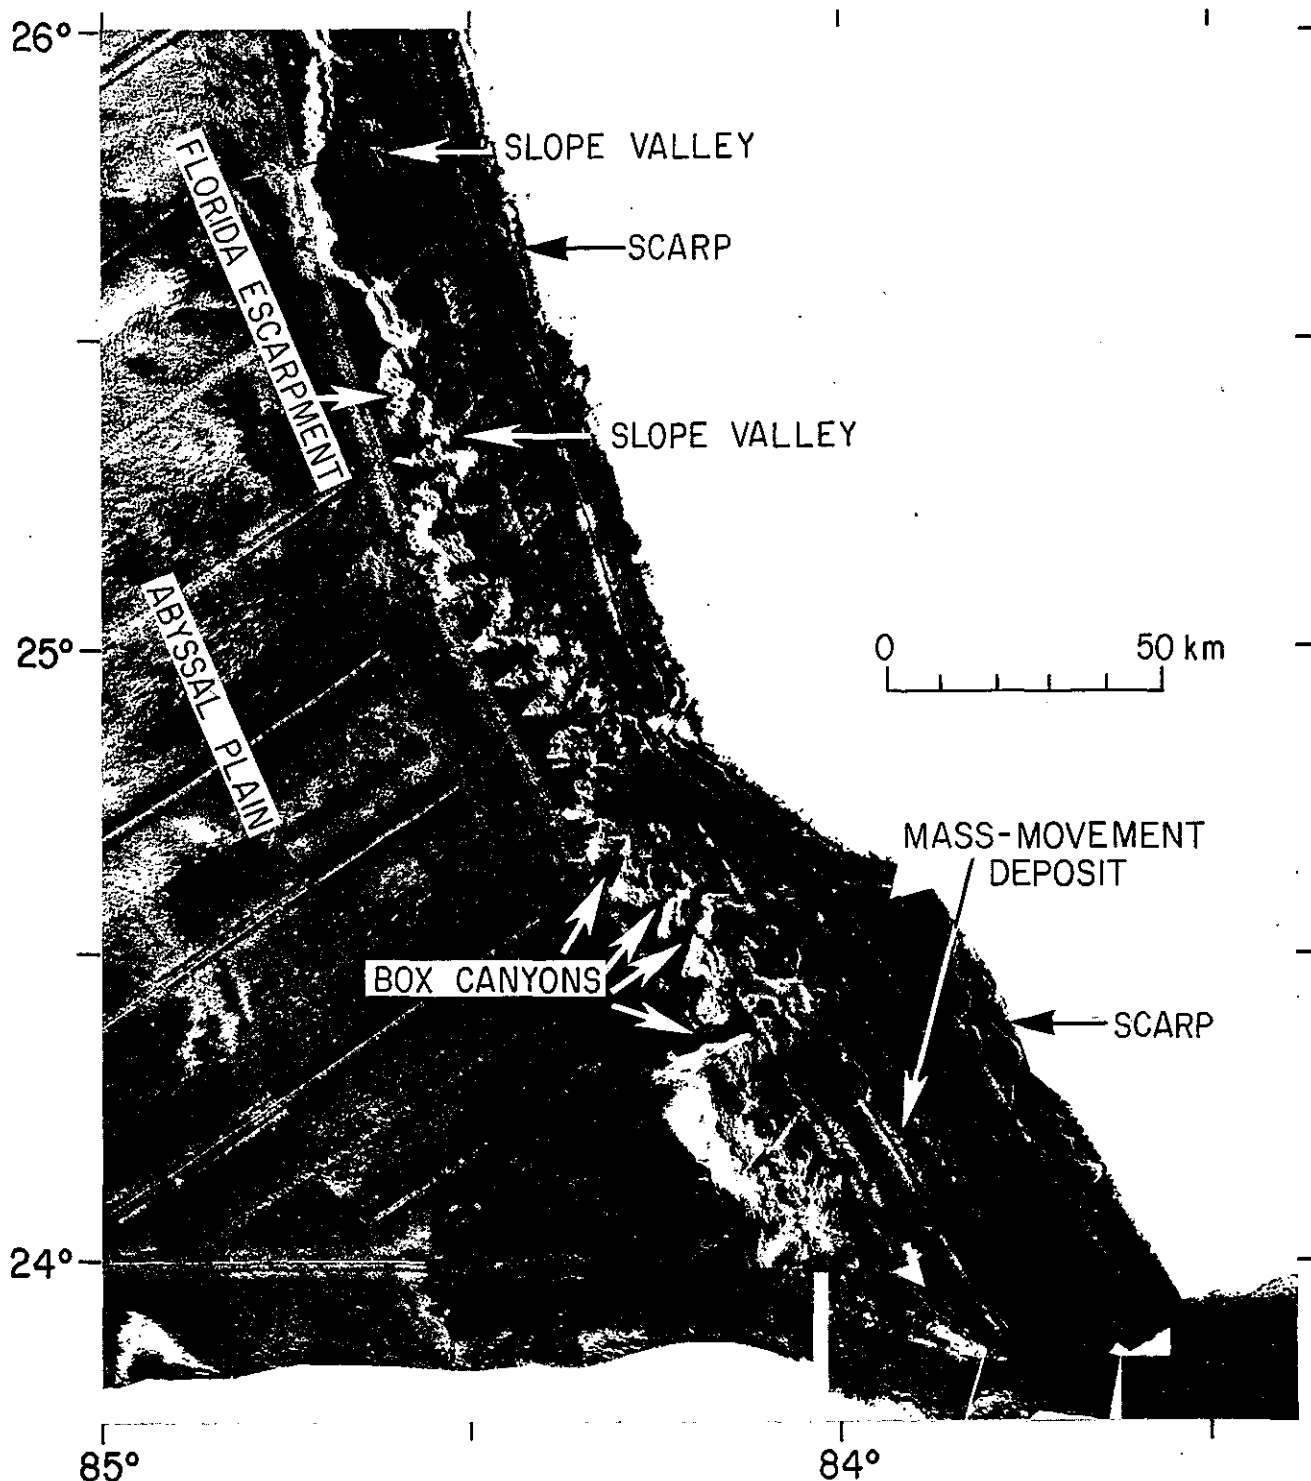 26°
SLOPE VALLEY
FLORIDA ESCARPMENT
SCARP
SLOPE VALLEY
ABYSSAL PLAIN
25°
0 50 km
MASS-MOVEMENT
DEPOSIT
BOX CANYONS
SCARP
24°
85° 84°